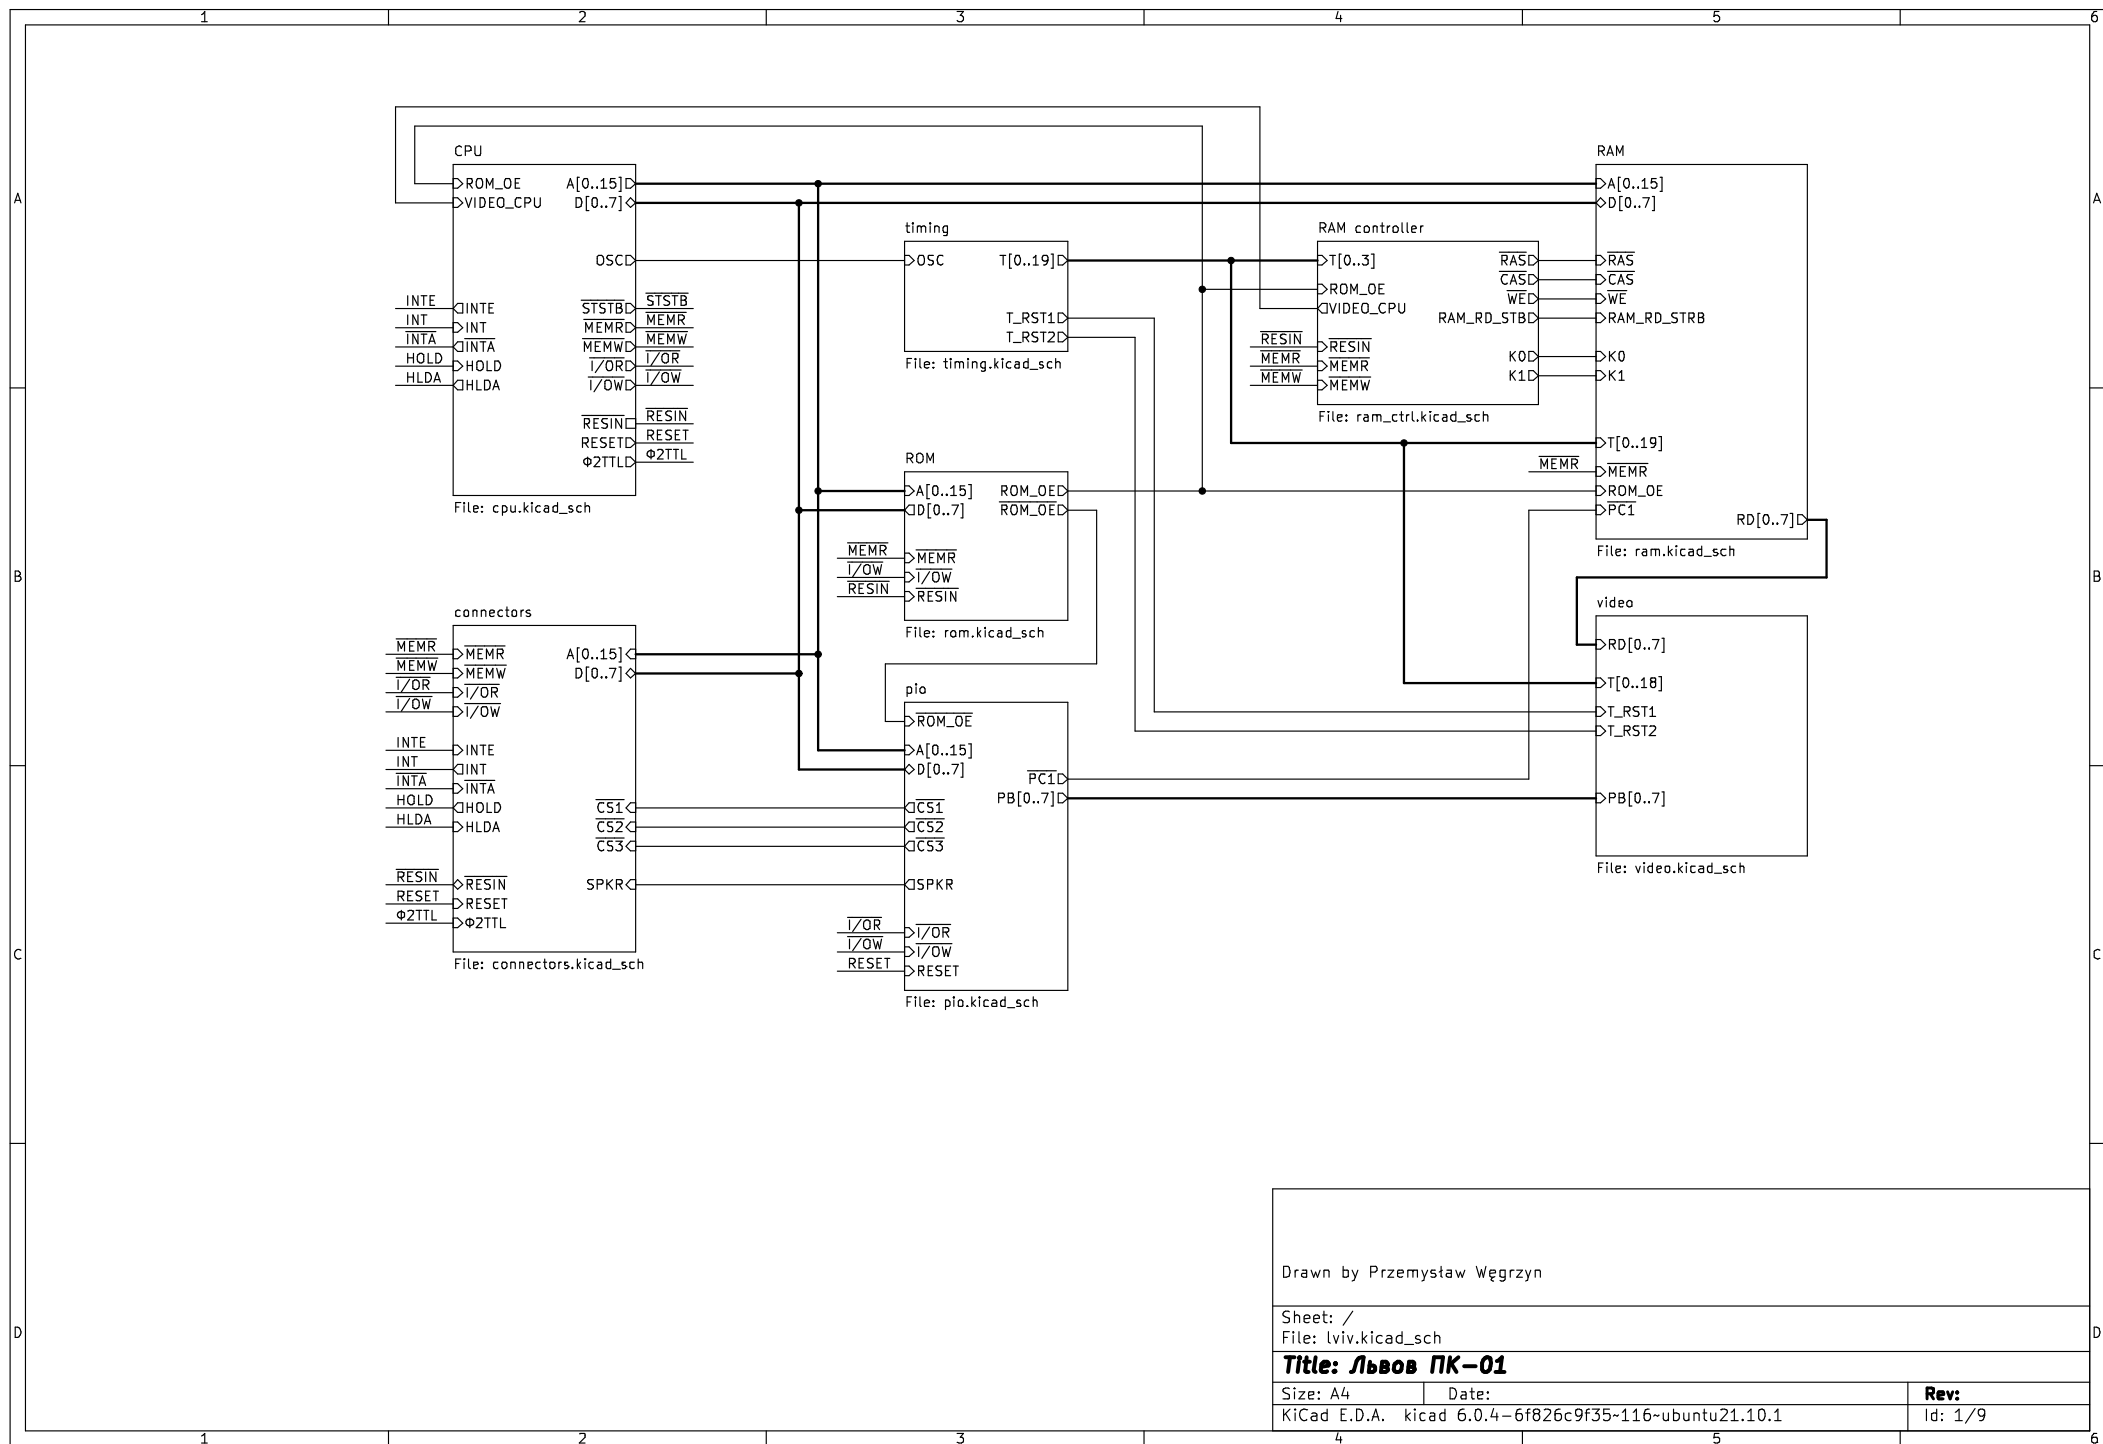 1 2 3 4 5 6
A A
B B
C C
D D
CPU
ROM_OE A[0..15]
VIDEO_CPU D[0..7]
OSC
INTE INTE STSTB STSTB
INT INT MEMR MEMR
INTA INTA MEMW MEMW
HOLD HOLD I/OR I/OR
HLDA HLDA I/OW I/OW
RESIN RESIN
RESET RESET
Φ2TTL Φ2TTL
File: cpu.kicad_sch
timing
OSC T[0..19]
T_RST1
T_RST2
File: timing.kicad_sch
RAM controller
T[0..3] RAS
CAS
ROM_OE WE
VIDEO_CPU RAM_RD_STB
RESIN RESIN
MEMR MEMR K0
MEMW MEMW K1
File: ram_ctrl.kicad_sch
RAM
A[0..15]
D[0..7]
RAS
CAS
WE
RAM_RD_STRB
K0
K1
T[0..19]
MEMR MEMR
ROM_OE
PC1
RD[0..7]
File: ram.kicad_sch
ROM
A[0..15] ROM_OE
D[0..7] ROM_OE
MEMR MEMR
I/OW I/OW
RESIN RESIN
File: rom.kicad_sch
connectors
MEMR MEMR A[0..15]
MEMW MEMW D[0..7]
I/OR I/OR
I/OW I/OW
INTE INTE
INT INT
INTA INTA
HOLD HOLD CS1
HLDA HLDA CS2
CS3
RESIN RESIN SPKR
RESET RESET
Φ2TTL Φ2TTL
File: connectors.kicad_sch
pio
ROM_OE
A[0..15]
D[0..7]
PC1
PB[0..7]
CS1
CS2
CS3
SPKR
I/OR I/OR
I/OW I/OW
RESET RESET
File: pio.kicad_sch
video
RD[0..7]
T[0..18]
T_RST1
T_RST2
PB[0..7]
File: video.kicad_sch
Drawn by Przemysław Węgrzyn
Sheet: /
File: lviv.kicad_sch
Title: Львов ПК-01
Size: A4 Date: Rev:
KiCad E.D.A. kicad 6.0.4-6f826c9f35~116~ubuntu21.10.1 Id: 1/9
1 2 3 4 5 6